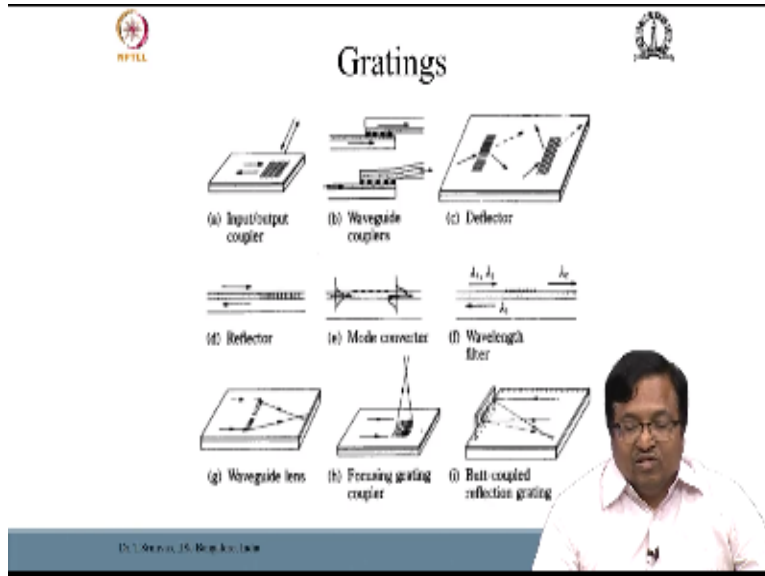 NPTEL
Gratings
(a) Input/output
coupler
(b) Waveguide
couplers
(c) Deflector
(d) Reflector
(e) Mode converter
(f) Wavelength
filter
(g) Waveguide lens
(h) Focusing grating
coupler
(i) Butt-coupled
reflection grating